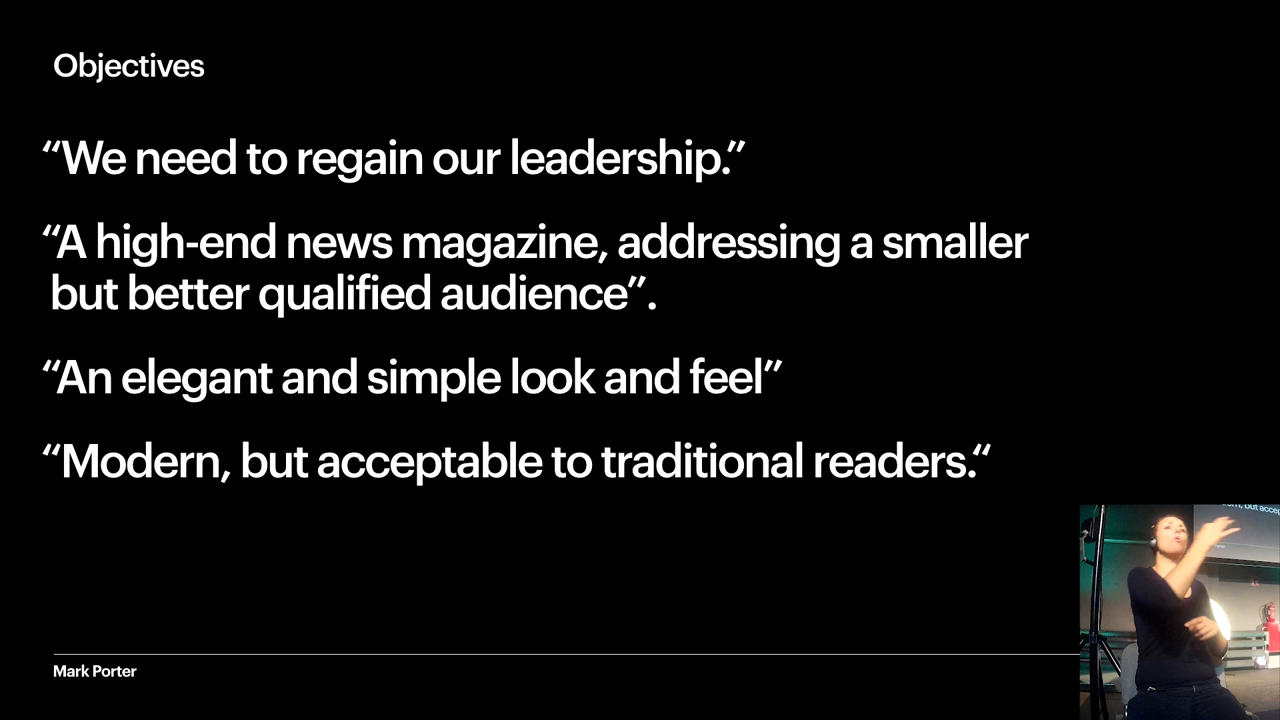 Objectives
“We need to regain our leadership.”
“A high-end news magazine, addressing a smaller
but better qualified audience”.
“An elegant and simple look and feel”
“Modern, but acceptable to traditional readers.“
Mark Porter